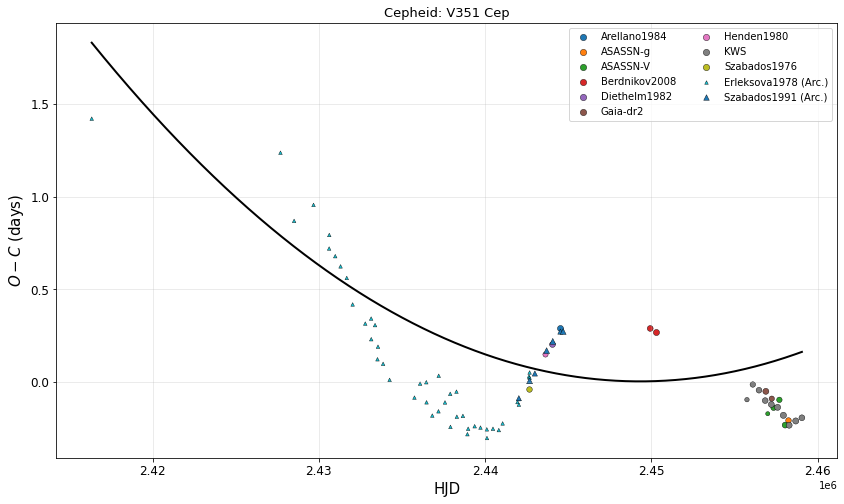 Cepheid: V351 Cep
Arellano1984
ASASSN-g
ASASSN-V
Berdnikov2008
Diethelm1982
Gaia-dr2
Henden1980
KWS
Szabados1976
Erleksova1978 (Arc.)
Szabados1991 (Arc.)
O − C (days)
1.5
1.0
0.5
0.0
2.42
2.43
2.44
2.45
2.46
1e6
HJD